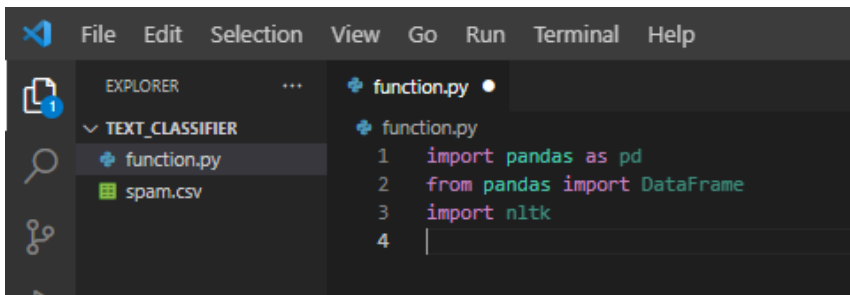 File Edit Selection View Go Run Terminal Help
EXPLORER ...
TEXT_CLASSIFIER
function.py
spam.csv
1
function.py
function.py
1 import pandas as pd
2 from pandas import DataFrame
3 import nltk
4